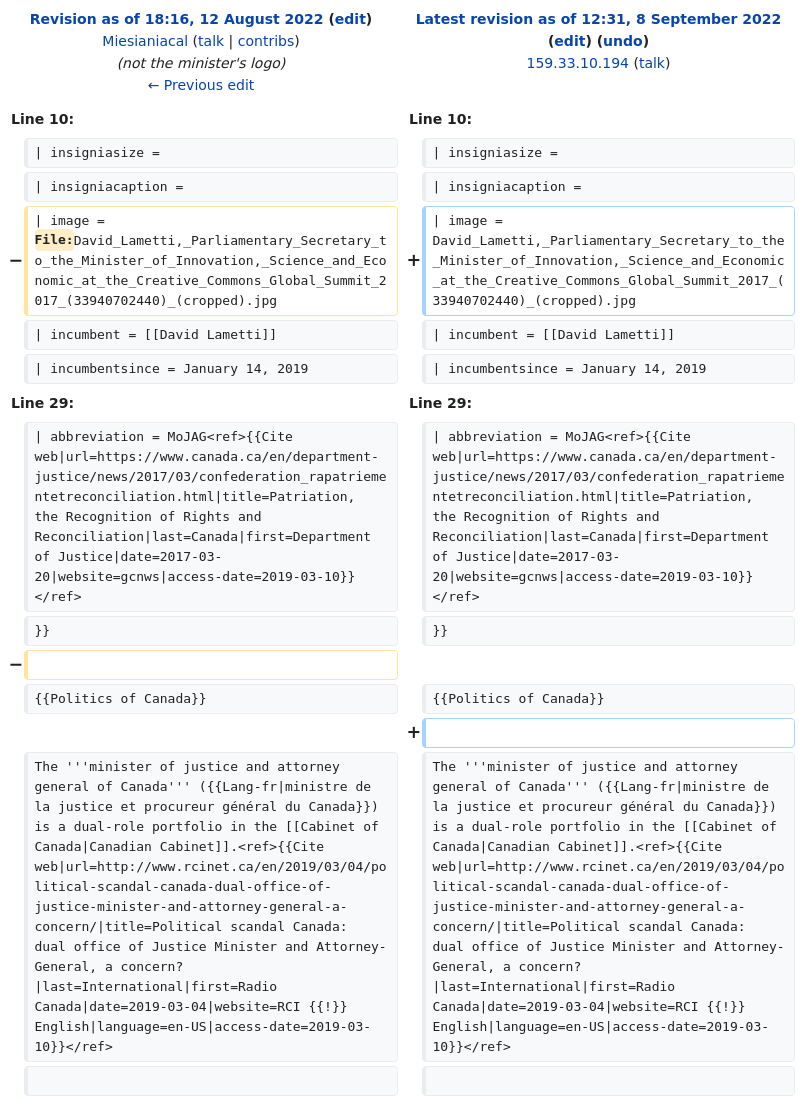 Revision as of 18:16, 12 August 2022 (edit)
Miesianiacal (talk | contribs)
(not the minister's logo)
← Previous edit
Latest revision as of 12:31, 8 September 2022
(edit) (undo)
159.33.10.194 (talk)
Line 10:
Line 10:
| insigniasize =
| insigniasize =
| insigniacaption =
| insigniacaption =
−
| image =
File:David_Lametti,_Parliamentary_Secretary_t
o_the_Minister_of_Innovation,_Science_and_Eco
nomic_at_the_Creative_Commons_Global_Summit_2
017_(33940702440)_(cropped).jpg
+
| image =
David_Lametti,_Parliamentary_Secretary_to_the
_Minister_of_Innovation,_Science_and_Economic
_at_the_Creative_Commons_Global_Summit_2017_(
33940702440)_(cropped).jpg
| incumbent = [[David Lametti]]
| incumbent = [[David Lametti]]
| incumbentsince = January 14, 2019
| incumbentsince = January 14, 2019
Line 29:
Line 29:
| abbreviation = MoJAG<ref>{{Cite
web|url=https://www.canada.ca/en/department-
justice/news/2017/03/confederation_rapatrieme
ntetreconciliation.html|title=Patriation,
the Recognition of Rights and
Reconciliation|last=Canada|first=Department
of Justice|date=2017-03-
20|website=gcnws|access-date=2019-03-10}}
</ref>
| abbreviation = MoJAG<ref>{{Cite
web|url=https://www.canada.ca/en/department-
justice/news/2017/03/confederation_rapatrieme
ntetreconciliation.html|title=Patriation,
the Recognition of Rights and
Reconciliation|last=Canada|first=Department
of Justice|date=2017-03-
20|website=gcnws|access-date=2019-03-10}}
</ref>
}}
}}
−
{{Politics of Canada}}
{{Politics of Canada}}
+
The '''minister of justice and attorney
general of Canada''' ({{Lang-fr|ministre de
la justice et procureur général du Canada}})
is a dual-role portfolio in the [[Cabinet of
Canada|Canadian Cabinet]].<ref>{{Cite
web|url=http://www.rcinet.ca/en/2019/03/04/po
litical-scandal-canada-dual-office-of-
justice-minister-and-attorney-general-a-
concern/|title=Political scandal Canada:
dual office of Justice Minister and Attorney-
General, a concern?
|last=International|first=Radio
Canada|date=2019-03-04|website=RCI {{!}}
English|language=en-US|access-date=2019-03-
10}}</ref>
The '''minister of justice and attorney
general of Canada''' ({{Lang-fr|ministre de
la justice et procureur général du Canada}})
is a dual-role portfolio in the [[Cabinet of
Canada|Canadian Cabinet]].<ref>{{Cite
web|url=http://www.rcinet.ca/en/2019/03/04/po
litical-scandal-canada-dual-office-of-
justice-minister-and-attorney-general-a-
concern/|title=Political scandal Canada:
dual office of Justice Minister and Attorney-
General, a concern?
|last=International|first=Radio
Canada|date=2019-03-04|website=RCI {{!}}
English|language=en-US|access-date=2019-03-
10}}</ref>